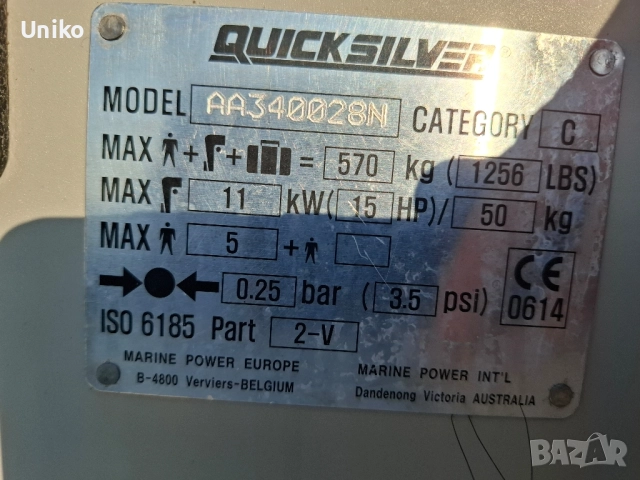 Uniko
QUICKSILVER®
MODEL AA340028N CATEGORY C
MAX + + = 570 kg (1256 LBS)
MAX 11 kW(15 HP)/ 50 kg
MAX 5 +
0.25 bar (3.5 psi)
CE
0614
ISO 6185 Part 2-V
MARINE POWER EUROPE
B-4800 Verviers-BELGIUM
MARINE POWER INT'L
Dandenong Victoria AUSTRALIA
BAZAR